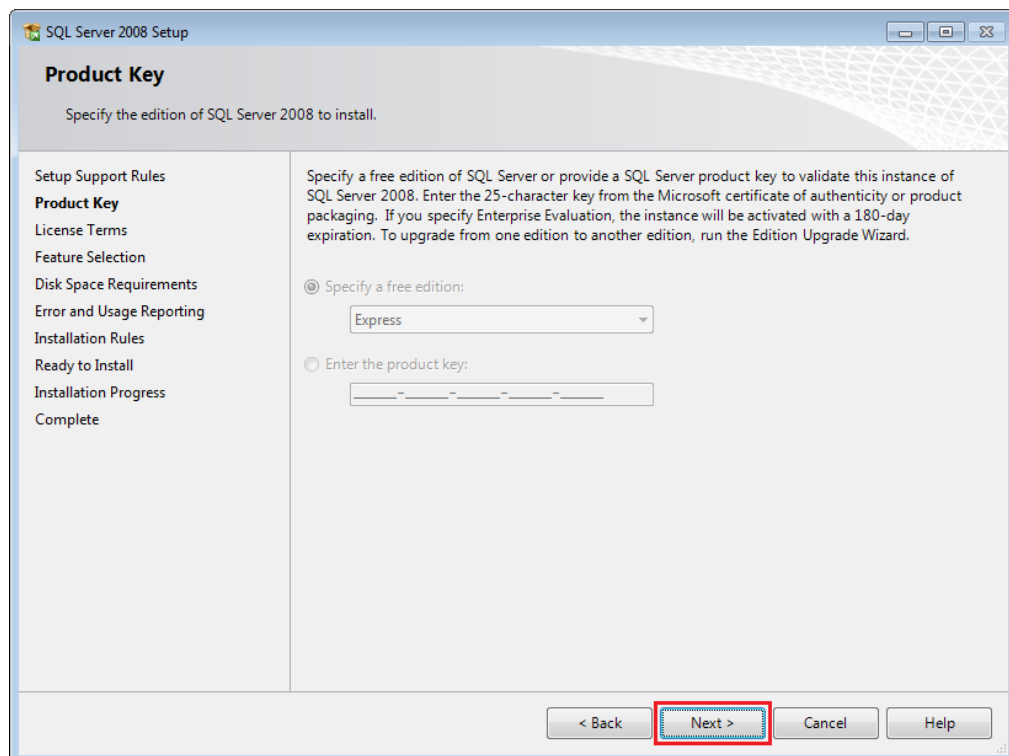 SQL Server 2008 Setup
Product Key
Specify the edition of SQL Server 2008 to install.
Setup Support Rules
Product Key
License Terms
Feature Selection
Disk Space Requirements
Error and Usage Reporting
Installation Rules
Ready to Install
Installation Progress
Complete
Specify a free edition of SQL Server or provide a SQL Server product key to validate this instance of
SQL Server 2008. Enter the 25-character key from the Microsoft certificate of authenticity or product
packaging. If you specify Enterprise Evaluation, the instance will be activated with a 180-day
expiration. To upgrade from one edition to another edition, run the Edition Upgrade Wizard.
Specify a free edition:
Express
Enter the product key:
_____-_____-_____-_____-_____
< Back
Next >
Cancel
Help